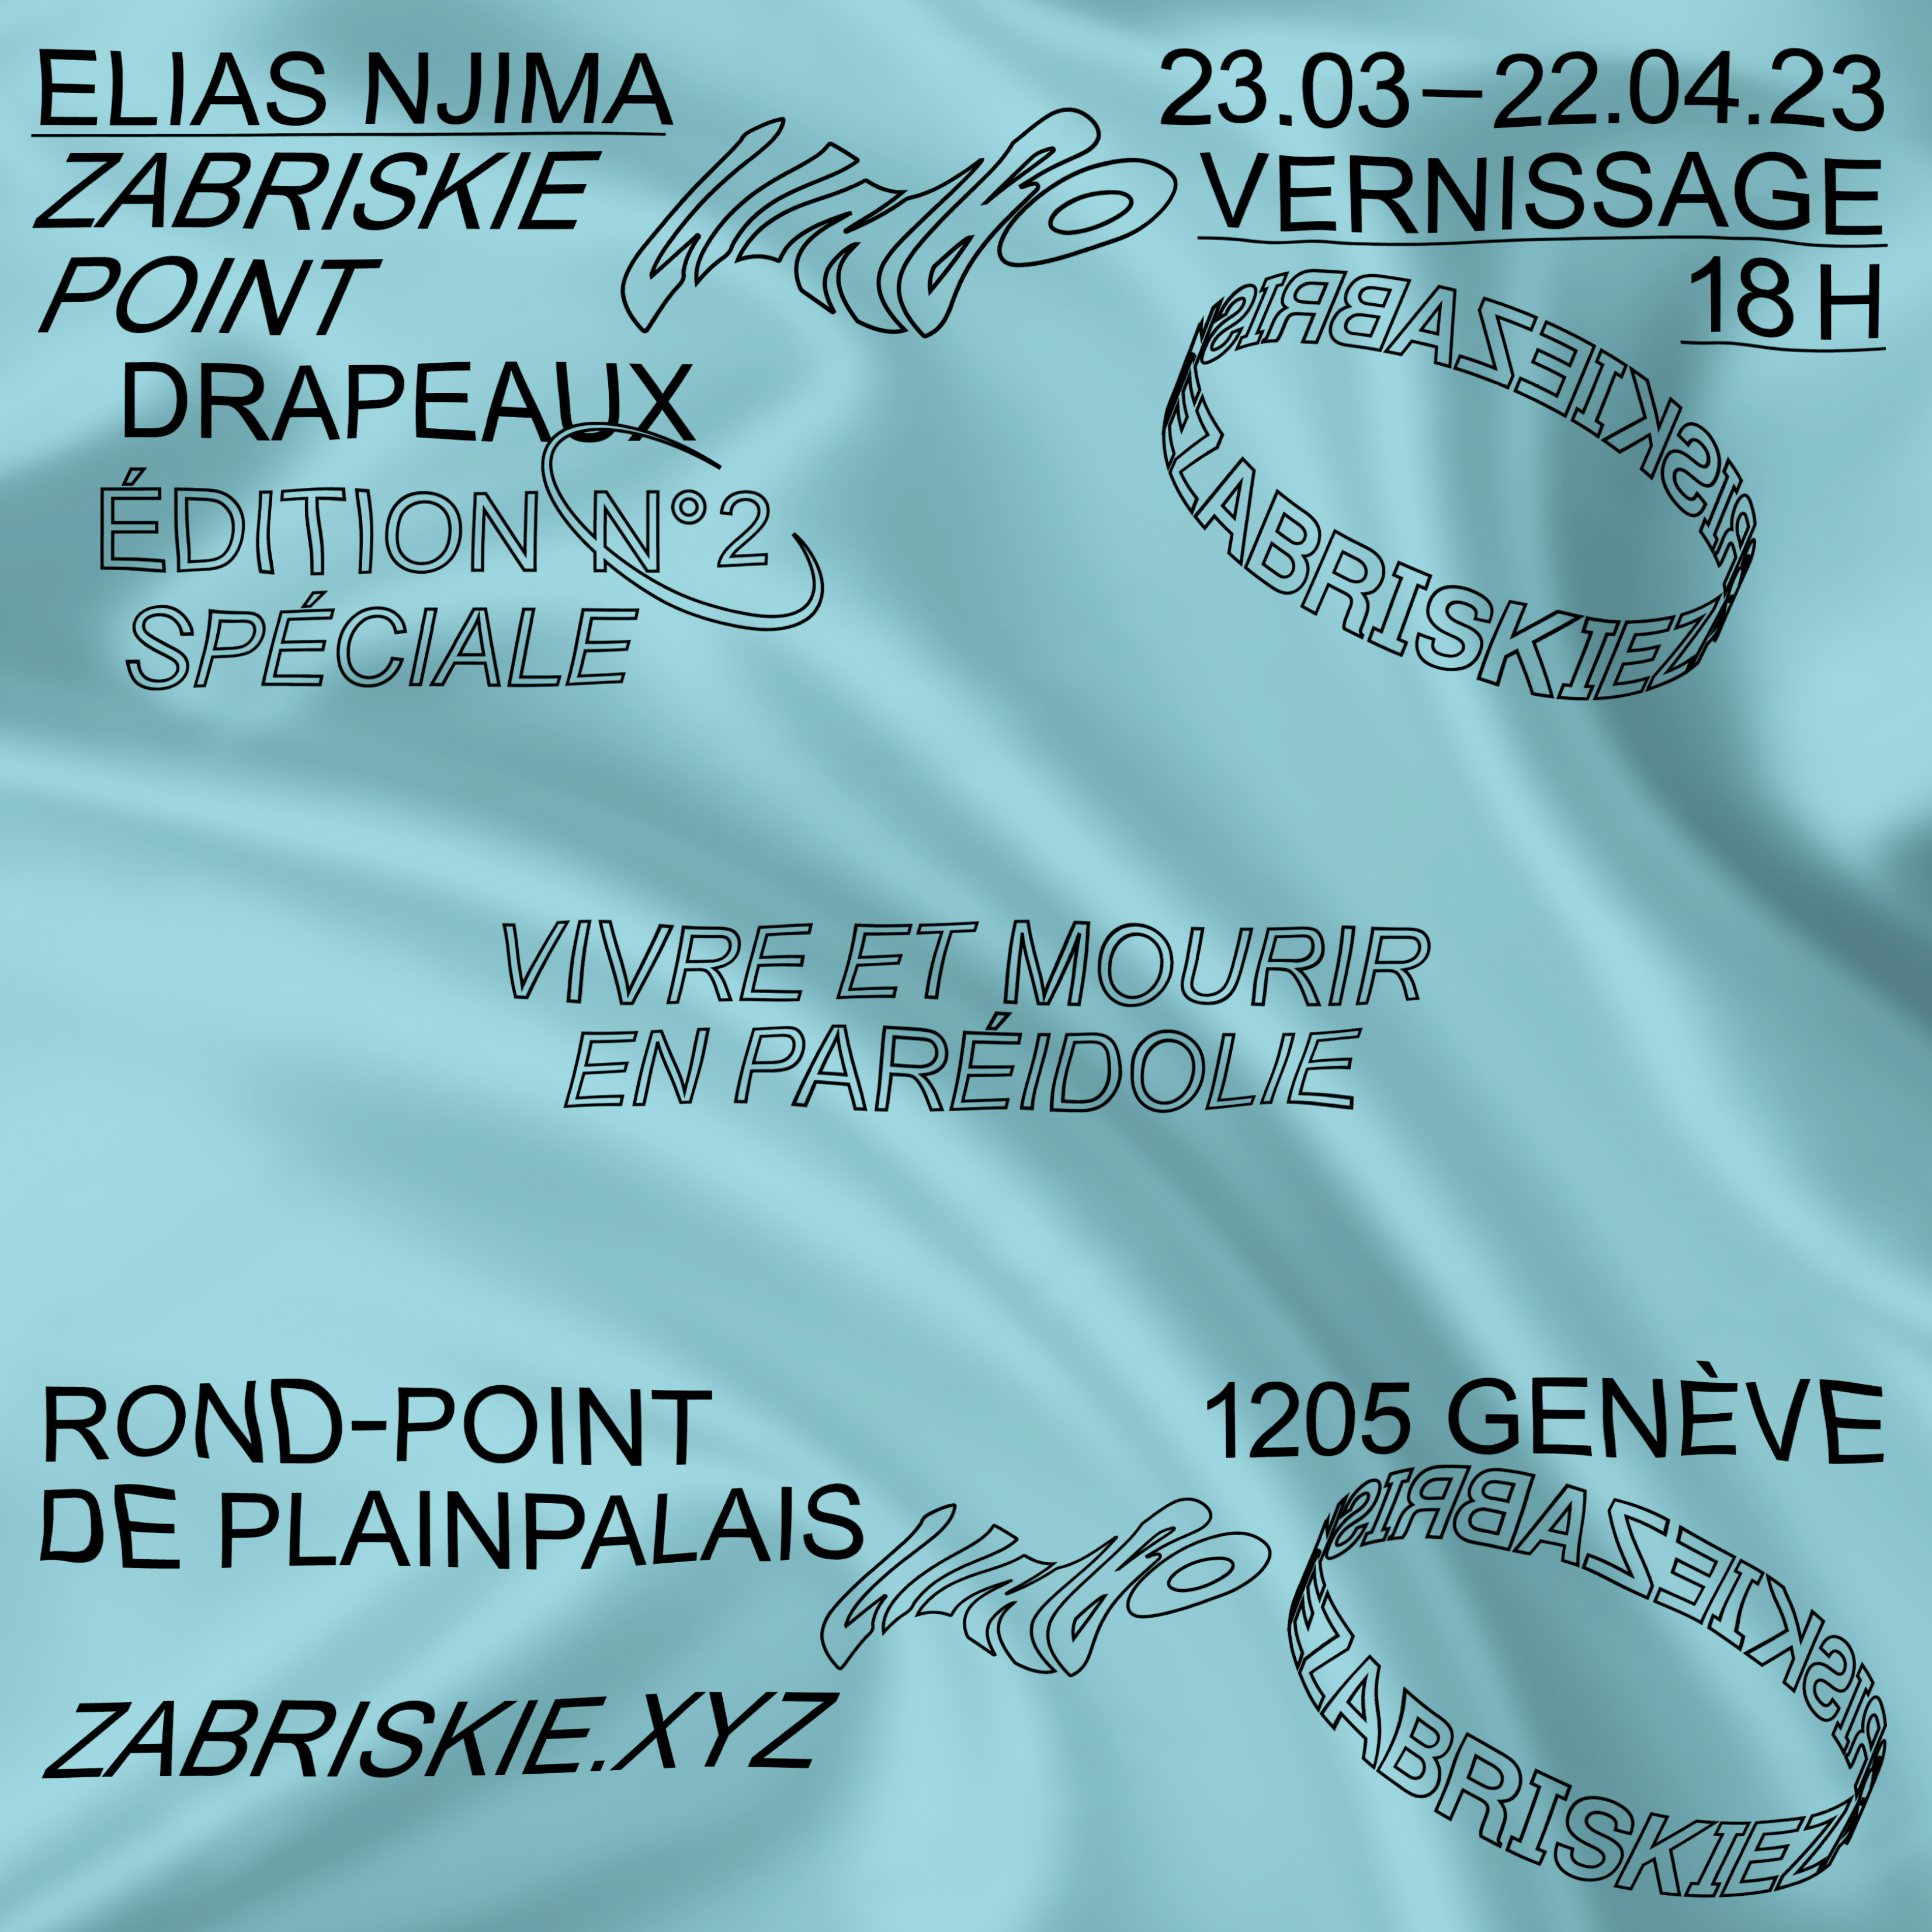 ELIAS NJIMA
ZABRISKIE
POINT
DRAPEAUX
ÉDITION N°2
SPÉCIALE
23.03–22.04.23
VERNISSAGE
18 H
ZABRISKIEZABRISKIEZABRIS
VIVRE ET MOURIR
EN PARÉIDOLIE
ROND-POINT
DE PLAINPALAIS
1205 GENÈVE
ZABRISKIE.XYZ
ZABRISKIEZABRISKIEZABRIS